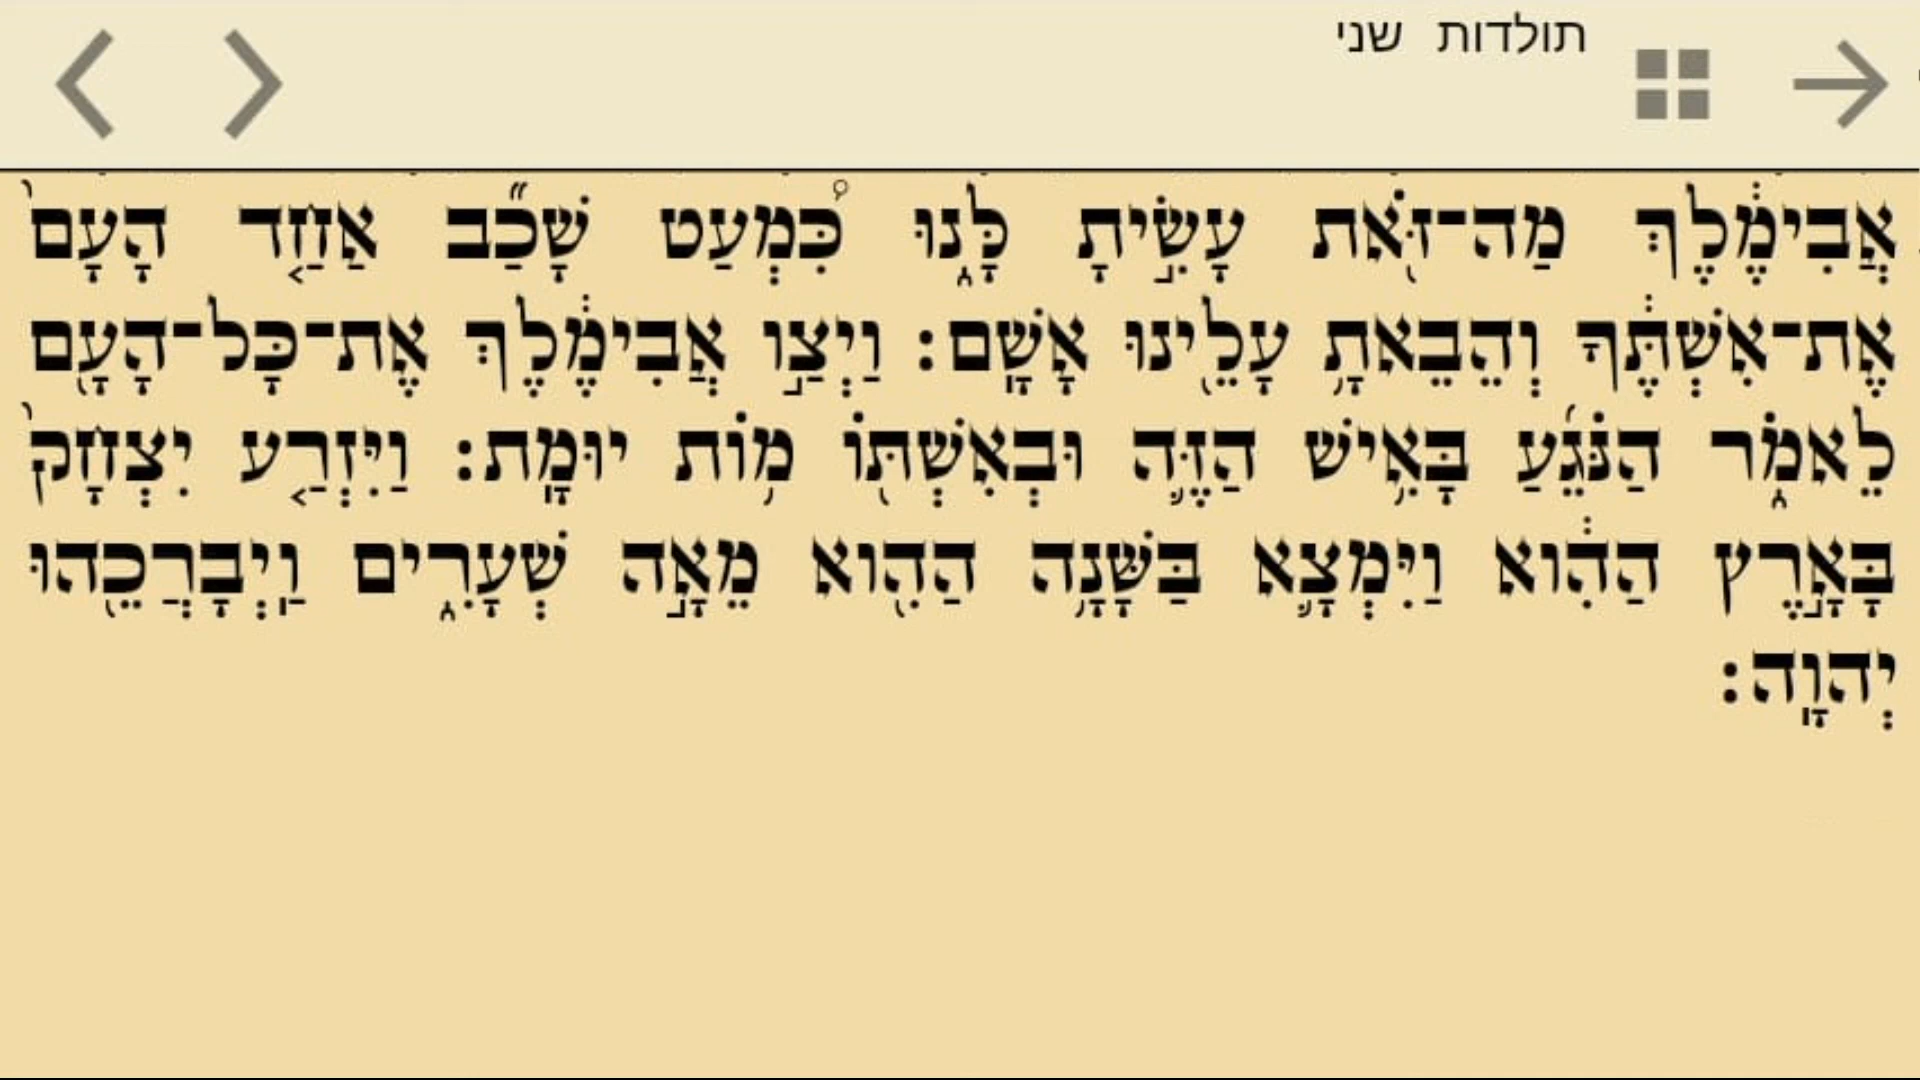 תולדות שני
אֲבִימֶ֔לֶךְ מַה־זֹּ֖את עָשִׂ֣יתָ לָּ֑נוּ כִּ֠מְעַט שָׁכַ֞ב אַחַ֤ד הָעָם֙
אֶת־אִשְׁתֶּ֔ךָ וְהֵבֵאתָ֥ עָלֵ֖ינוּ אָשָֽׁם׃ וַיְצַ֣ו אֲבִימֶ֔לֶךְ אֶת־כָּל־הָעָ֖ם
לֵאמֹ֑ר הַנֹּגֵ֜עַ בָּאִ֥ישׁ הַזֶּ֛ה וּבְאִשְׁתּ֖וֹ מ֥וֹת יוּמָֽת׃ וַיִּזְרַ֤ע יִצְחָק֙
בָּאָ֣רֶץ הַהִ֔וא וַיִּמְצָ֛א בַּשָּׁנָ֥ה הַהִ֖וא מֵאָ֣ה שְׁעָרִ֑ים וַֽיְבָרֲכֵ֖הוּ
יְהוָֽה׃